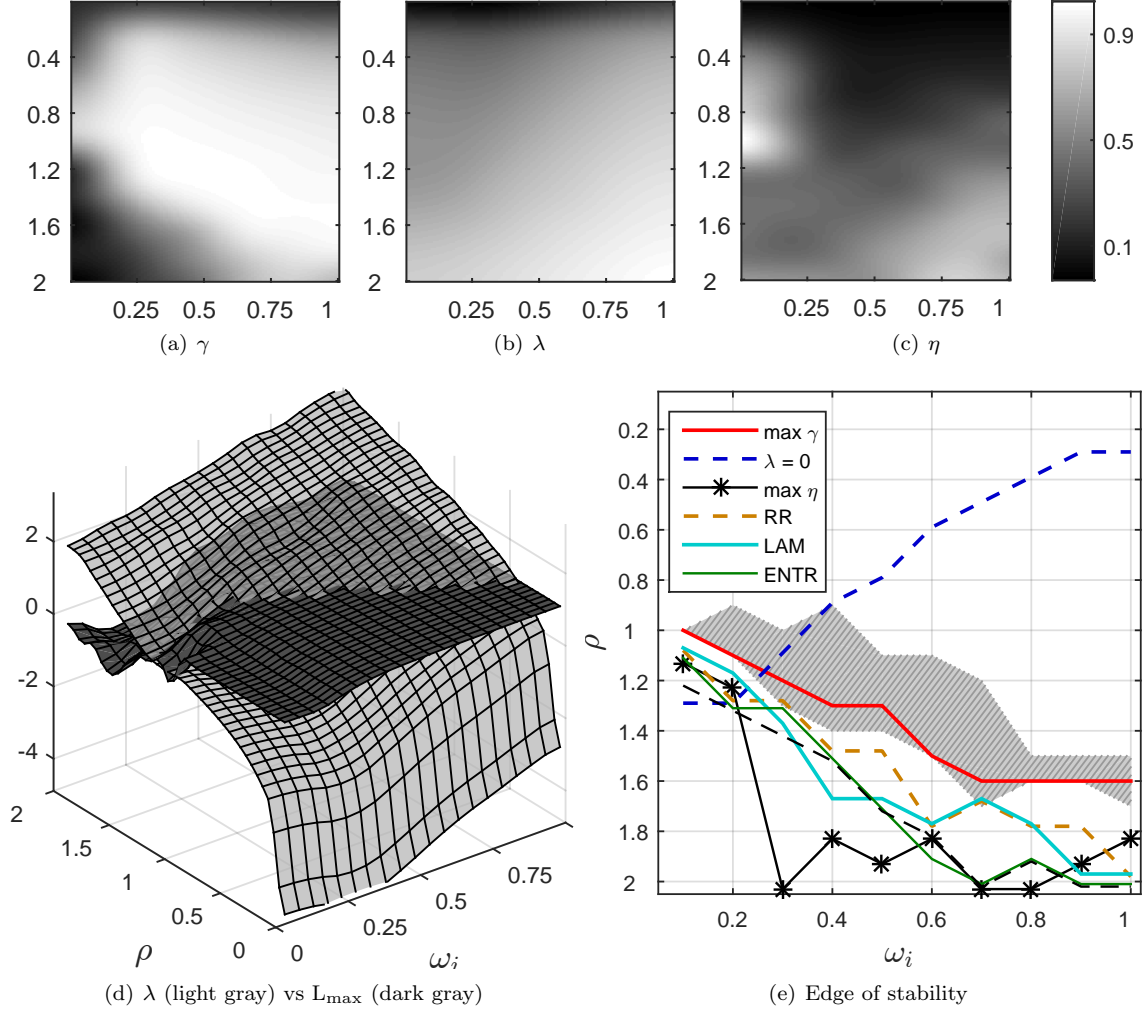 0.4
0.8
1.2
1.6
2
0.25 0.5 0.75 1
(a) γ
0.4
0.8
1.2
1.6
2
0.25 0.5 0.75 1
(b) λ
0.4
0.8
1.2
1.6
2
0.25 0.5 0.75 1
(c) η
0.9
0.5
0.1
2
0
-2
-4
2
1.5
1
0.5
0
ρ
0
0.25
0.5
0.75
ω_i
(d) λ (light gray) vs L_max (dark gray)
max γ
λ = 0
max η
RR
LAM
ENTR
0.2
0.4
0.6
0.8
1
1.2
1.4
1.6
1.8
2
ρ
0.2 0.4 0.6 0.8 1
ω_i
(e) Edge of stability